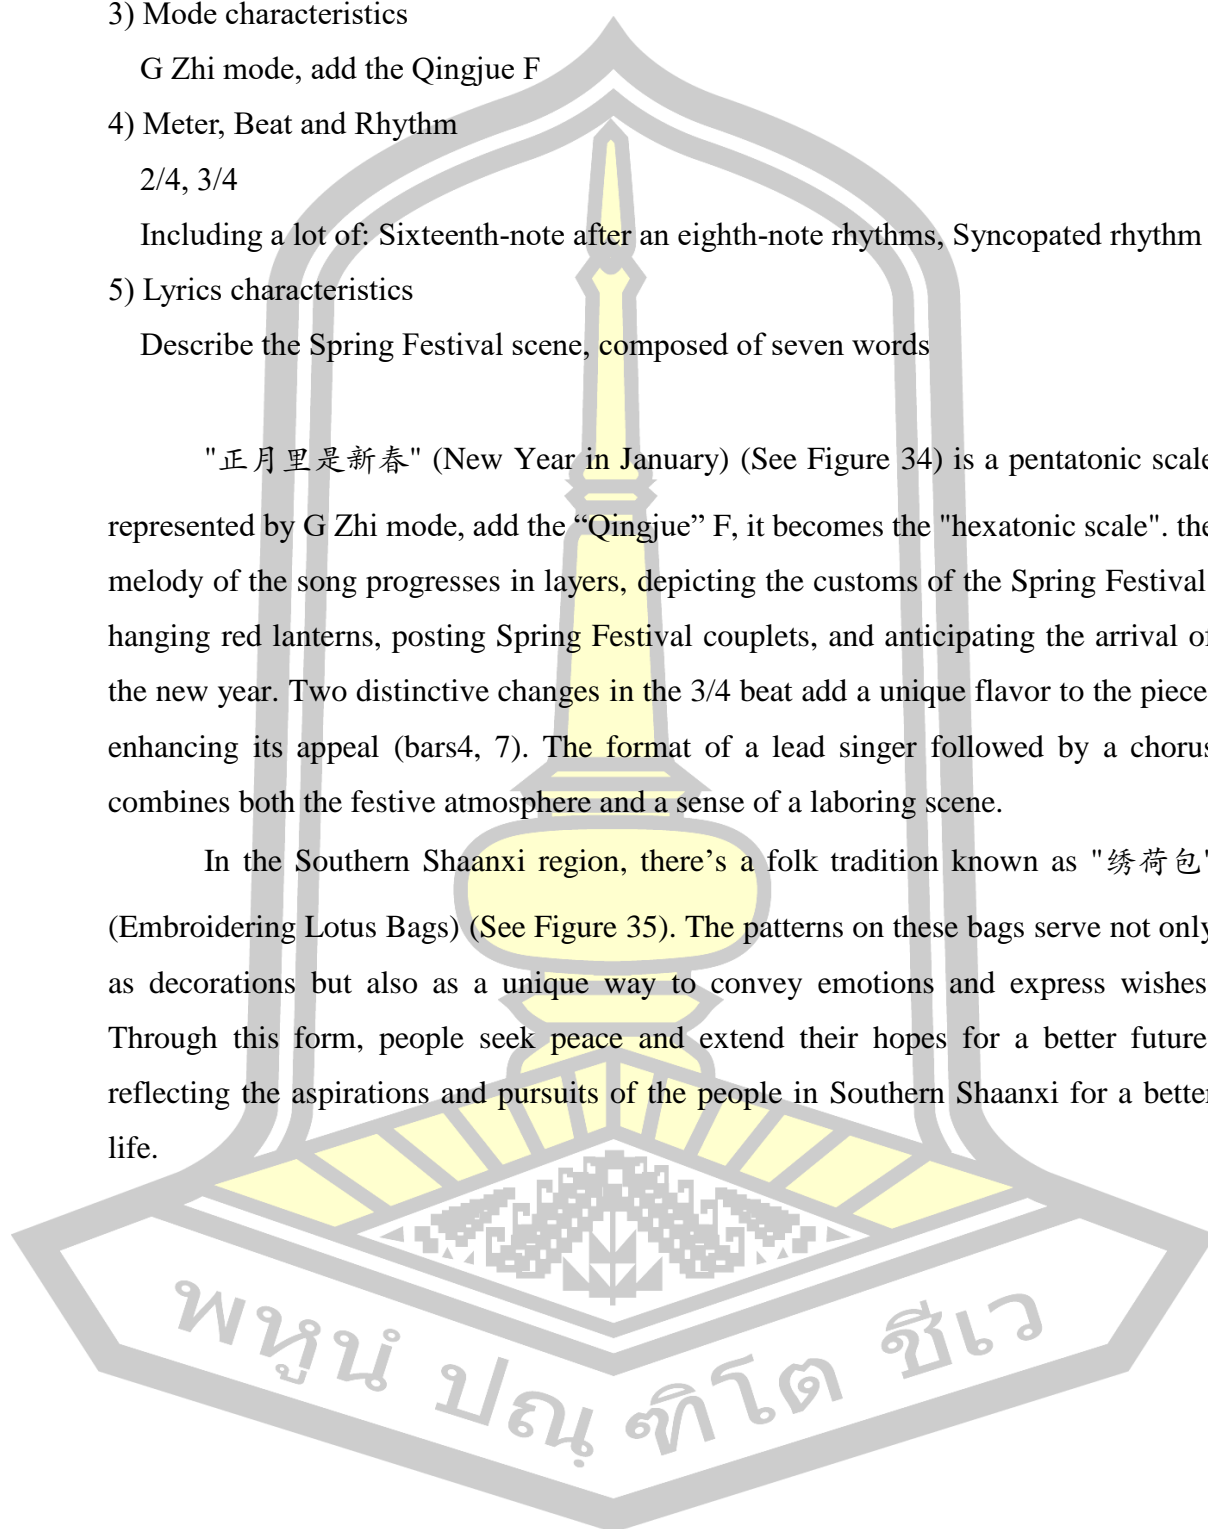 3) Mode characteristics
G Zhi mode, add the Qingjue F
4) Meter, Beat and Rhythm
2/4, 3/4
Including a lot of: Sixteenth-note after an eighth-note rhythms, Syncopated rhythm
5) Lyrics characteristics
Describe the Spring Festival scene, composed of seven words
"正月里是新春" (New Year in January) (See Figure 34) is a pentatonic scale
represented by G Zhi mode, add the “Qingjue” F, it becomes the "hexatonic scale". the
melody of the song progresses in layers, depicting the customs of the Spring Festival
hanging red lanterns, posting Spring Festival couplets, and anticipating the arrival of
the new year. Two distinctive changes in the 3/4 beat add a unique flavor to the piece
enhancing its appeal (bars4, 7). The format of a lead singer followed by a chorus
combines both the festive atmosphere and a sense of a laboring scene.
In the Southern Shaanxi region, there’s a folk tradition known as "绣荷包"
(Embroidering Lotus Bags) (See Figure 35). The patterns on these bags serve not only
as decorations but also as a unique way to convey emotions and express wishes
Through this form, people seek peace and extend their hopes for a better future
reflecting the aspirations and pursuits of the people in Southern Shaanxi for a better
life.
พหูนํ ปณฺฑิโต ชีเว